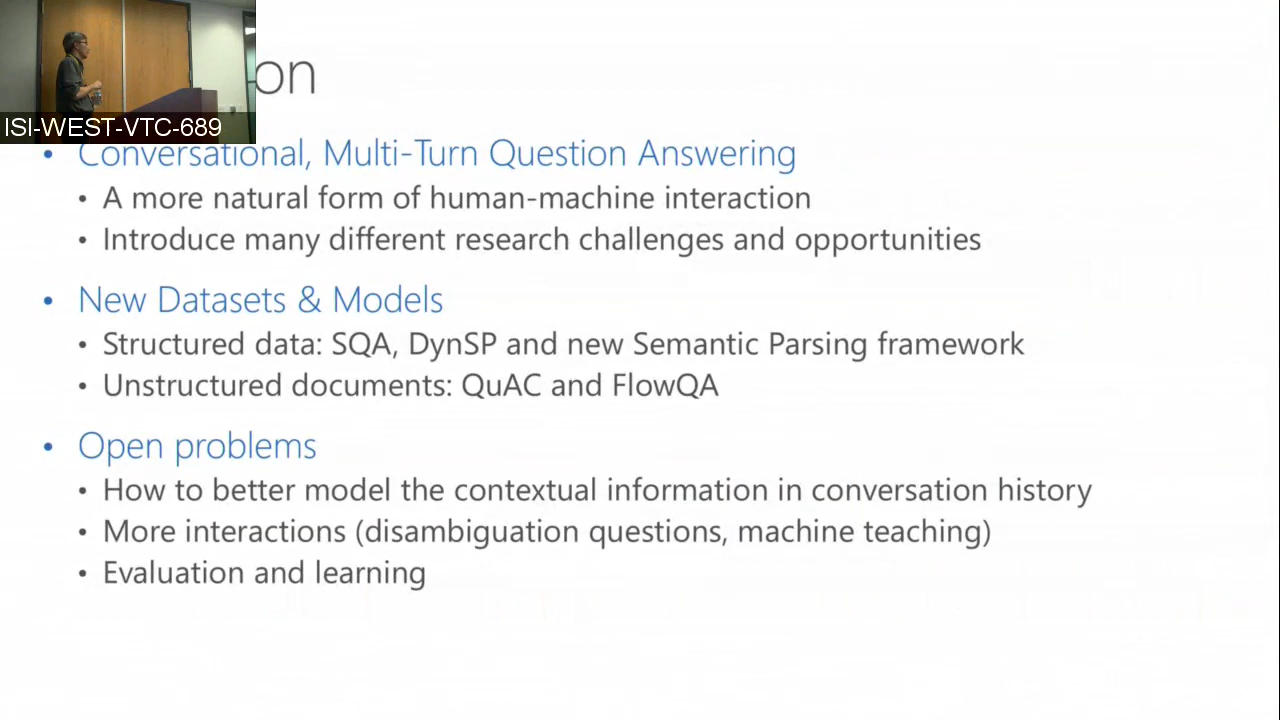 on
ISI-WEST-VTC-689
• Conversational, Multi-Turn Question Answering
• A more natural form of human-machine interaction
• Introduce many different research challenges and opportunities
• New Datasets & Models
• Structured data: SQA, DynSP and new Semantic Parsing framework
• Unstructured documents: QuAC and FlowQA
• Open problems
• How to better model the contextual information in conversation history
• More interactions (disambiguation questions, machine teaching)
• Evaluation and learning